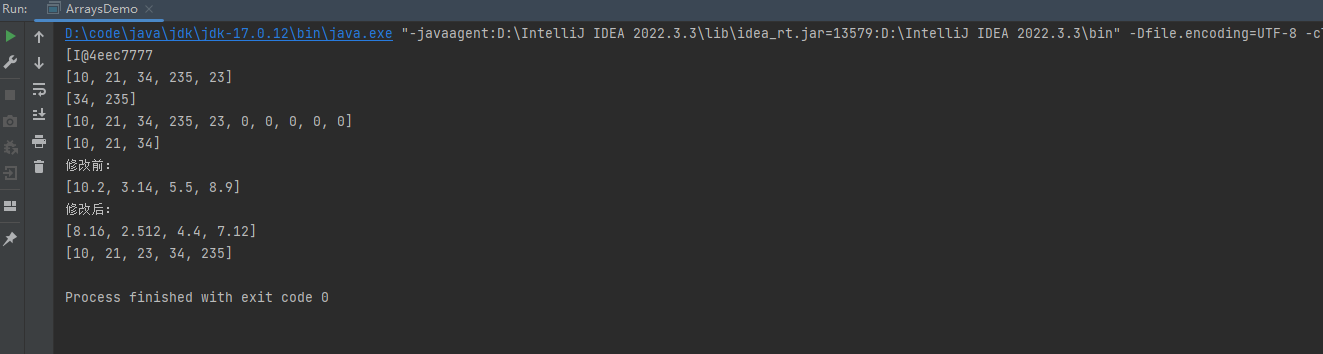 Run: ArraysDemo
D:\code\java\jdk\jdk-17.0.12\bin\java.exe "-javaagent:D:\IntelliJ IDEA 2022.3.3\lib\idea_rt.jar=13579:D:\IntelliJ IDEA 2022.3.3\bin" -Dfile.encoding=UTF-8
[I@4eec7777
[10, 21, 34, 235, 23]
[34, 235]
[10, 21, 34, 235, 23, 0, 0, 0, 0, 0]
[10, 21, 34]
修改前:
[10.2, 3.14, 5.5, 8.9]
修改后:
[8.16, 2.512, 4.4, 7.12]
[10, 21, 23, 34, 235]
Process finished with exit code 0